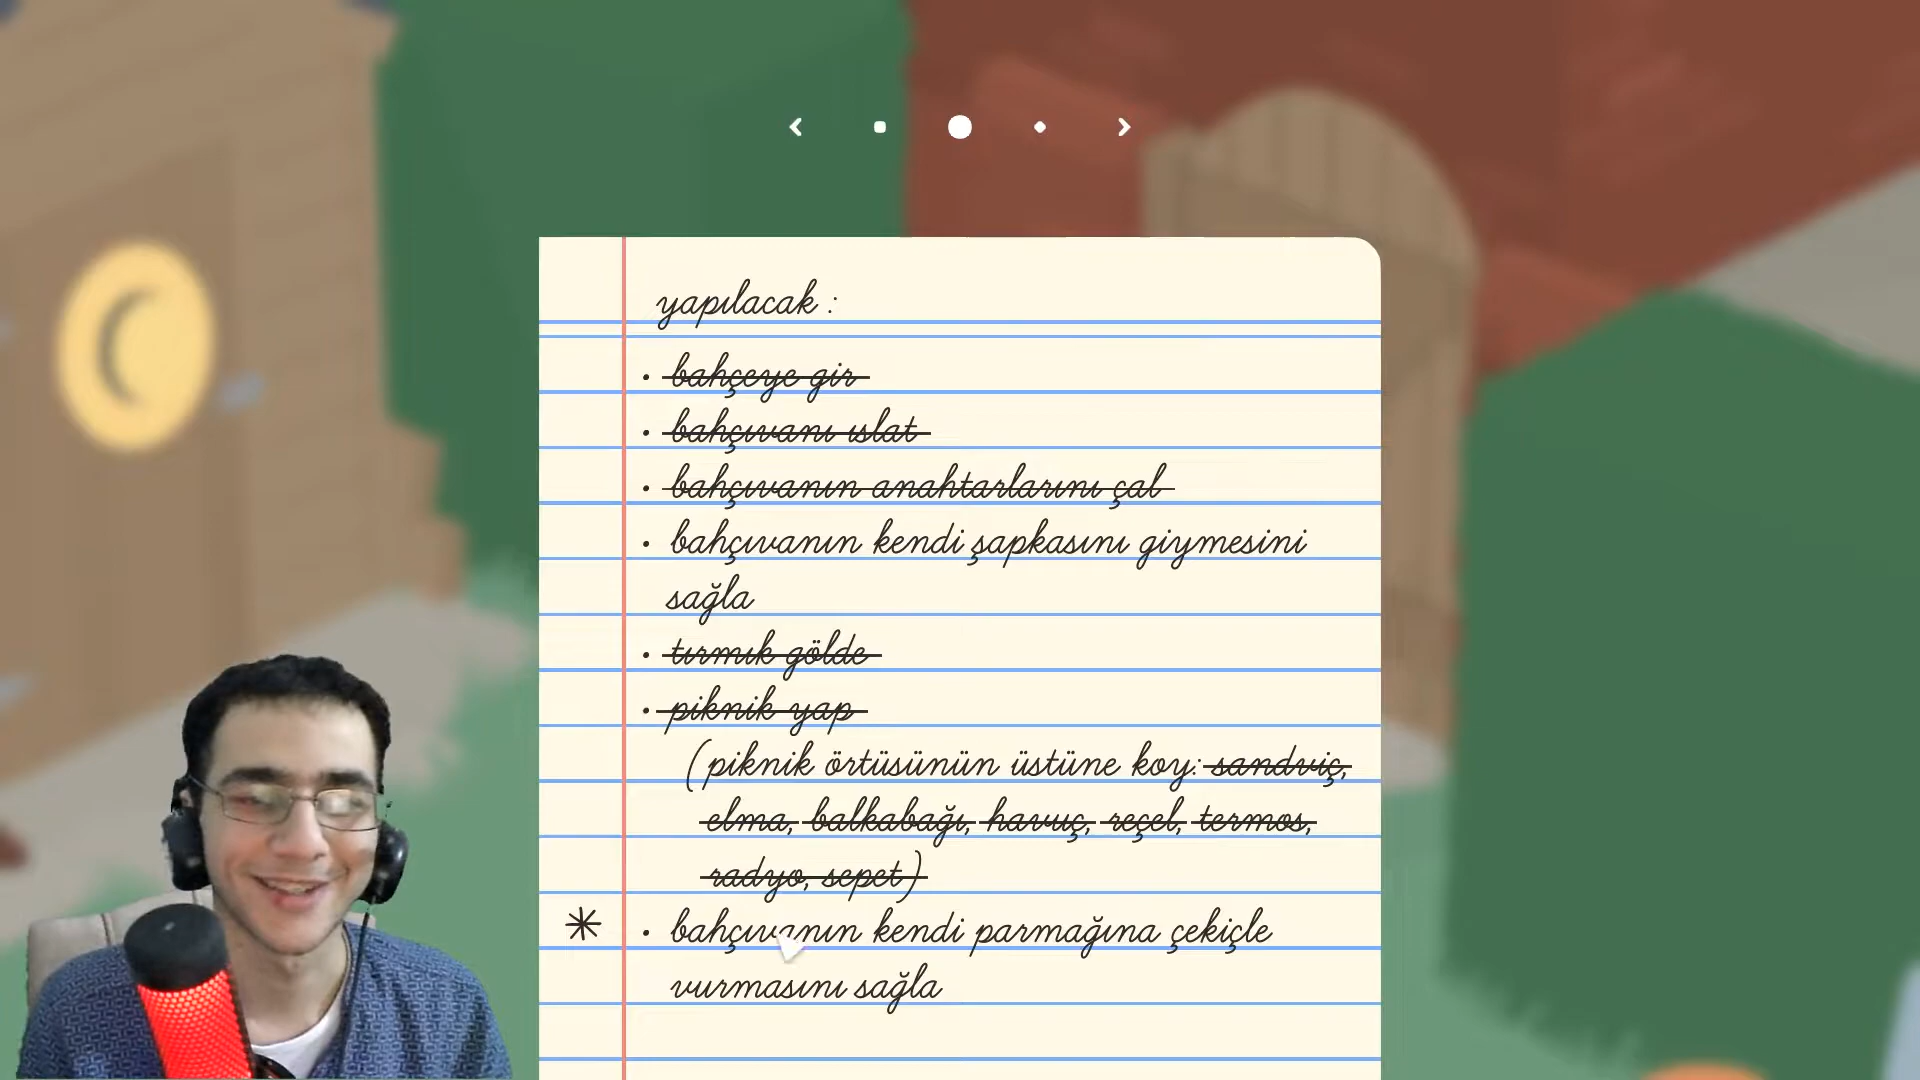 yapılacak :
• bahçeye gir
• bahçıvanı ıslat
• bahçıvanın anahtarlarını çal
• bahçıvanın kendi şapkasını giymesini
sağla
• tırmık gölde
• piknik yap
(piknik örtüsünün üstüne koy: sandviç,
elma, balkabağı, havuç, reçel, termos,
radyo, sepet)
* • bahçıvanın kendi parmağına çekiçle
vurmasını sağla